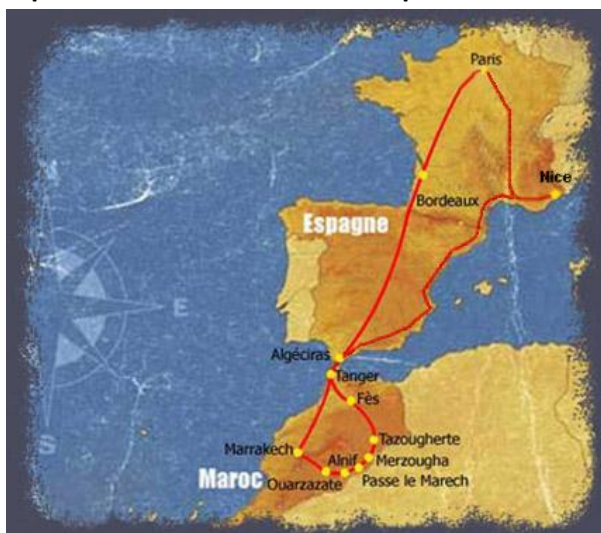 Paris
Nice
Bordeaux
Espagne
E
Algéciras
Tanger
Fès
Tazougherte
Marrakech
Alnif
Merzougha
Maroc
Ouarzazate
Passe le Marech
S